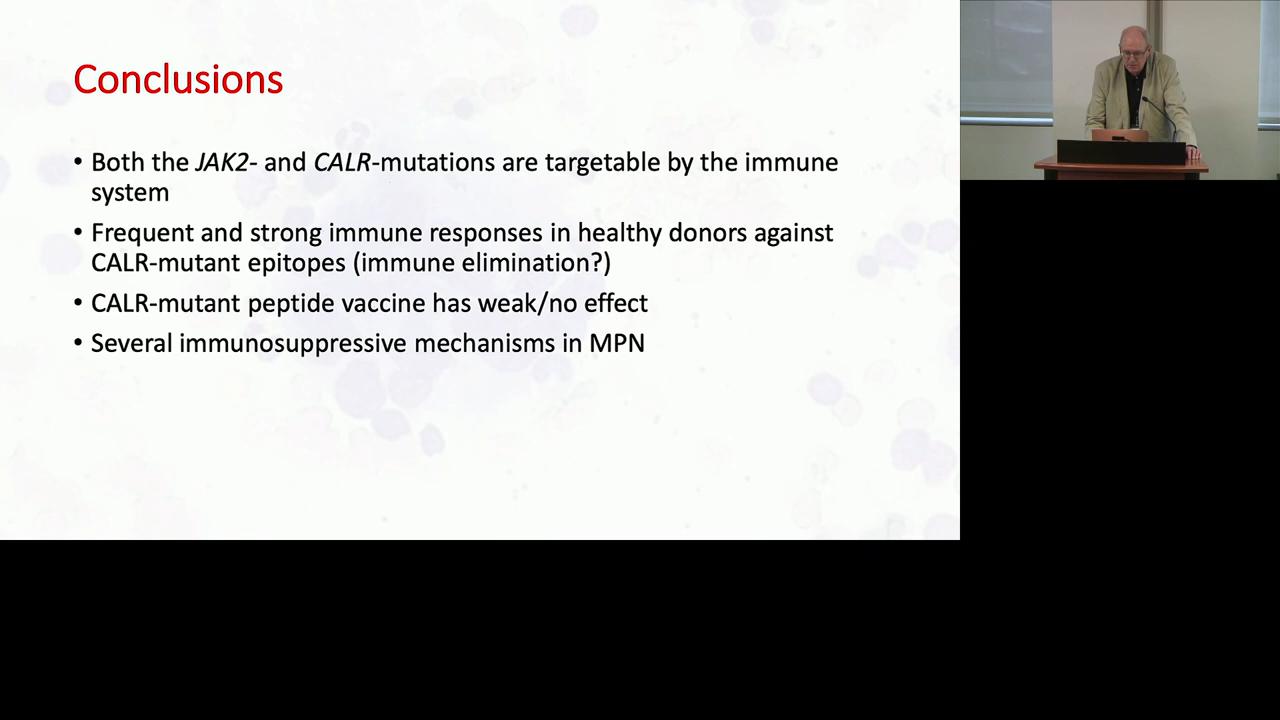 Conclusions
• Both the JAK2- and CALR-mutations are targetable by the immune
system
• Frequent and strong immune responses in healthy donors against
CALR-mutant epitopes (immune elimination?)
• CALR-mutant peptide vaccine has weak/no effect
• Several immunosuppressive mechanisms in MPN